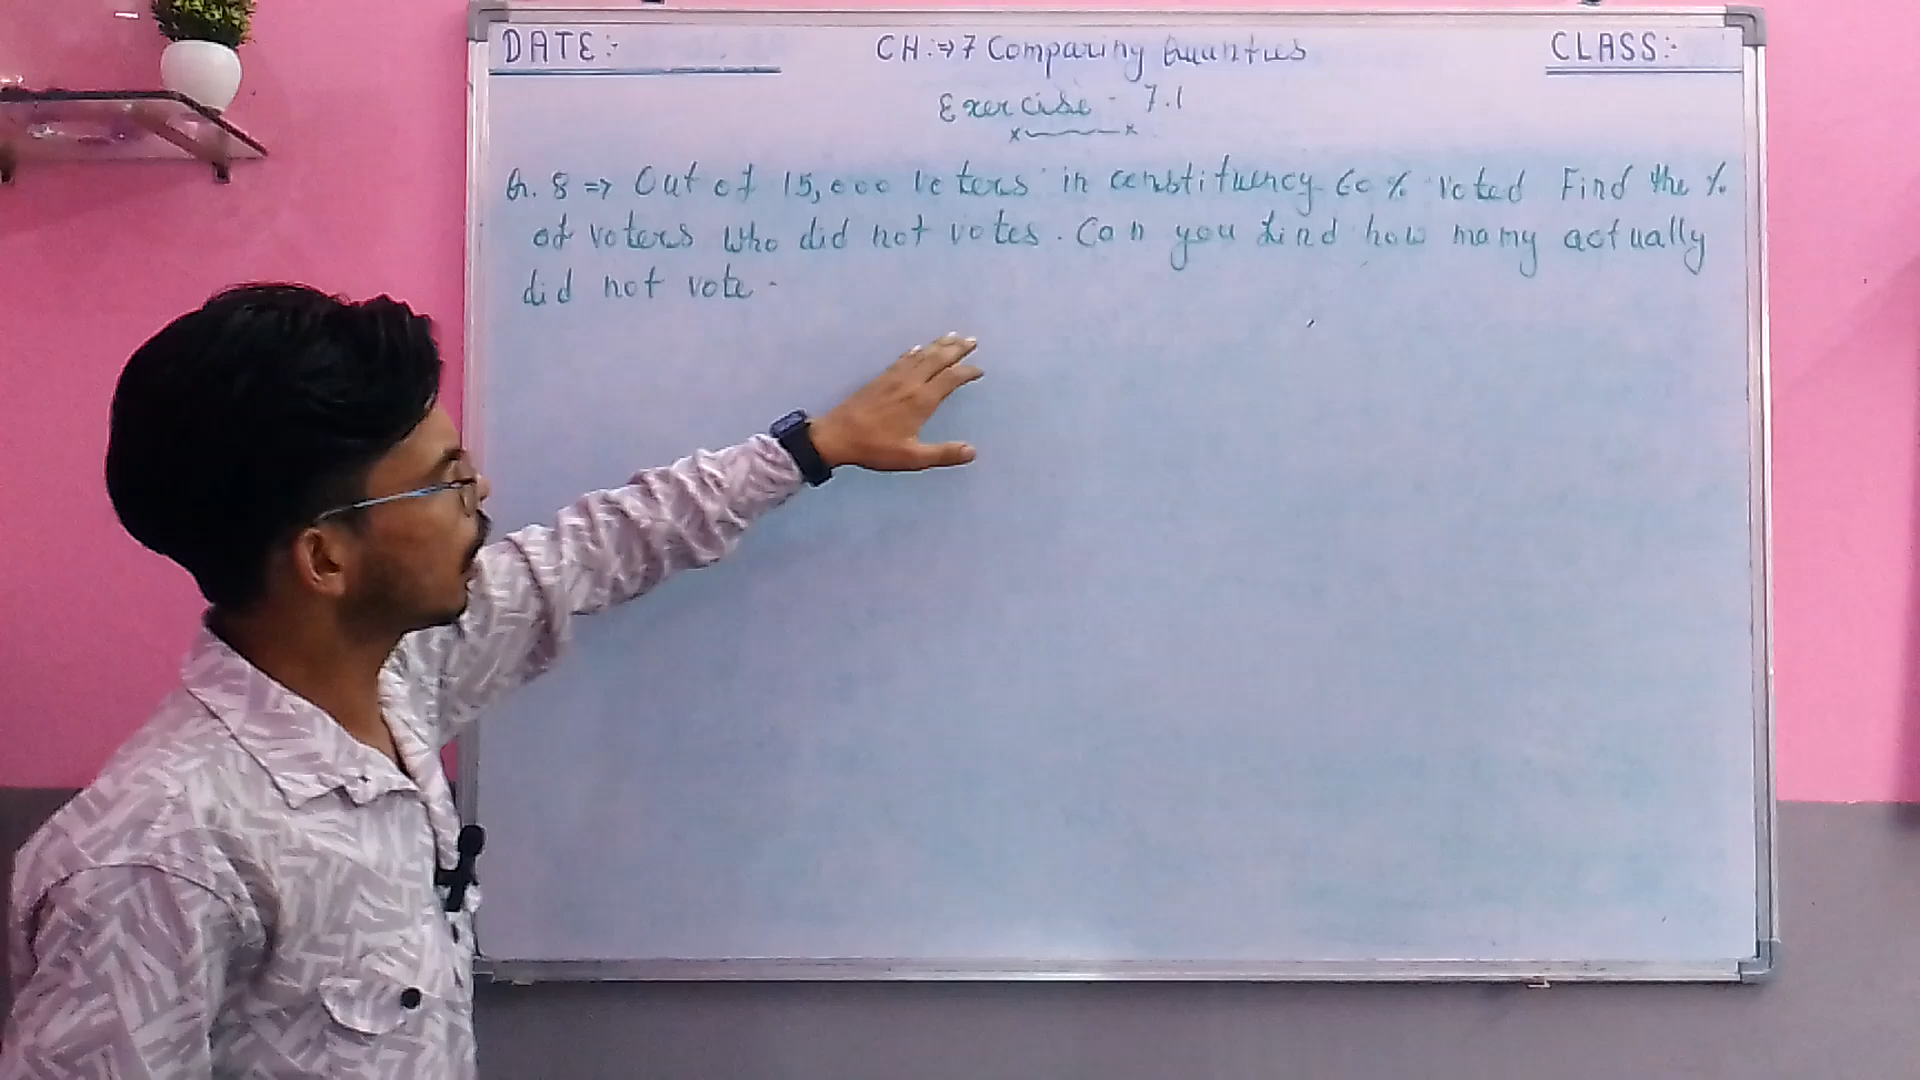 DATE:-
CH.:⇒7 Comparing Quantities
CLASS:-
Exercise - 7.1
Q. 8 => Out of 15,000 voters in constituency 60% voted Find the %
of voters who did not votes. Can you find how many actually
did not vote.